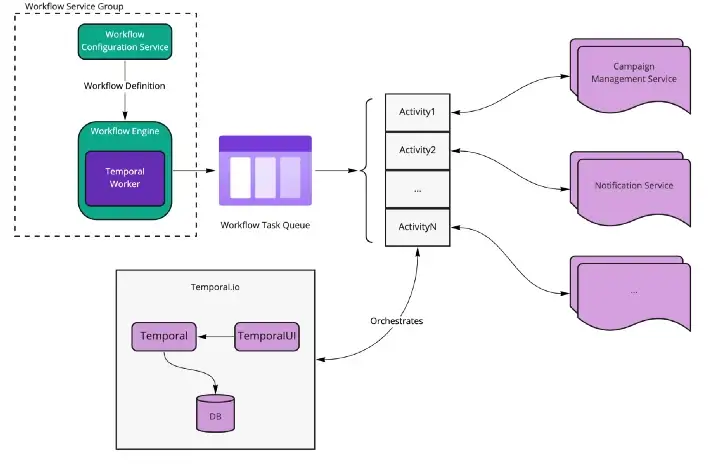 Workflow Service Group
Workflow
Configuration Service
Workflow Definition
Workflow Engine
Temporal
Worker
Workflow Task Queue
Activity1
Activity2
...
ActivityN
Campaign
Management Service
Notification Service
...
Temporal.io
Temporal
TemporalUI
DB
Orchestrates